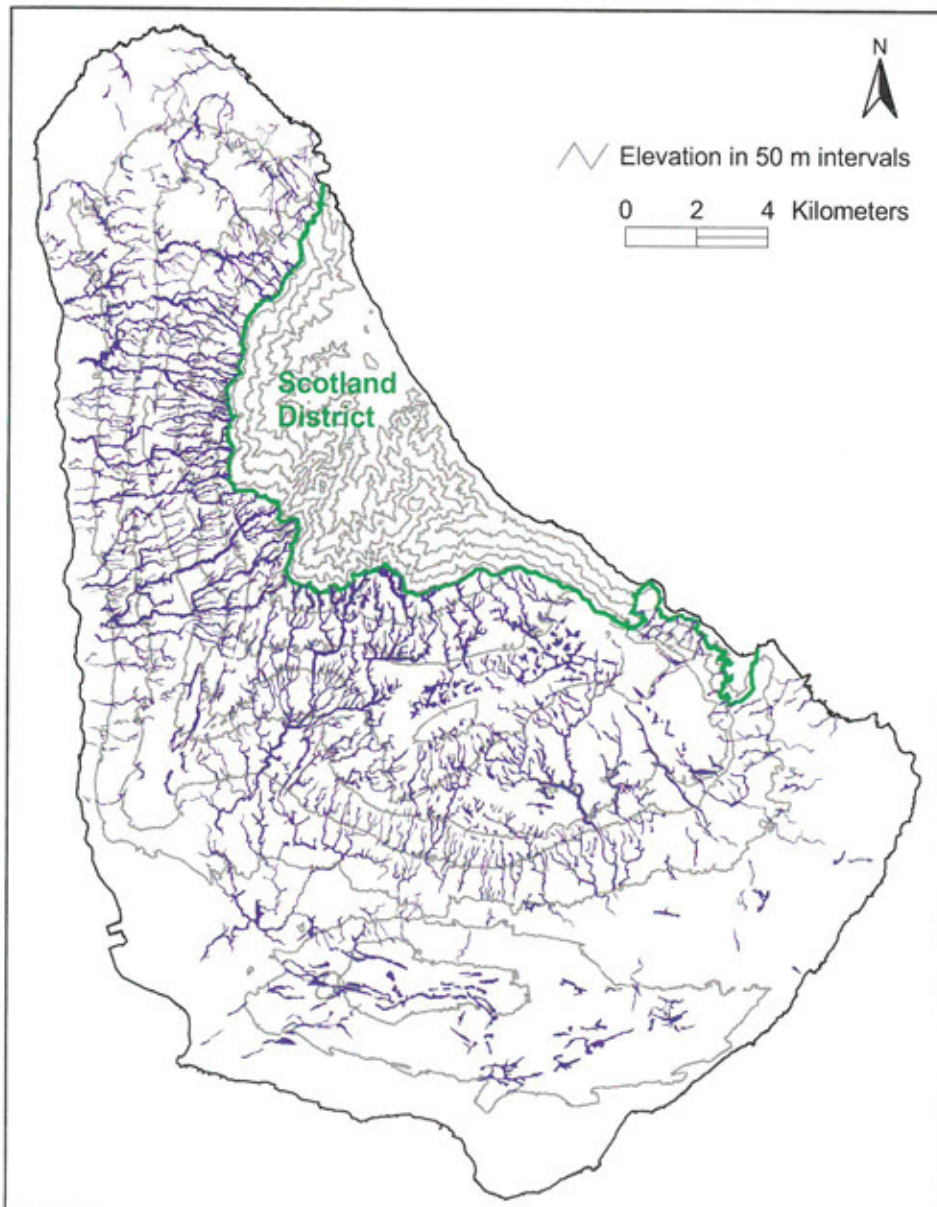 N
Elevation in 50 m intervals
0 2 4 Kilometers
Scotland
District